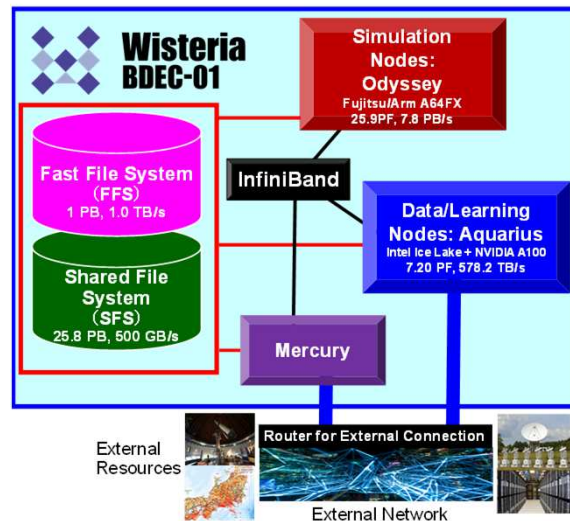 Wisteria
BDEC-01
Simulation
Nodes:
Odyssey
Fujitsu/Arm A64FX
25.9PF, 7.8 PB/s
Fast File System
(FFS)
1 PB, 1.0 TB/s
InfiniBand
Data/Learning
Nodes: Aquarius
Intel Ice Lake + NVIDIA A100
7.20 PF, 578.2 TB/s
Shared File
System
(SFS)
25.8 PB, 500 GB/s
Mercury
External
Resources
Router for External Connection
External Network